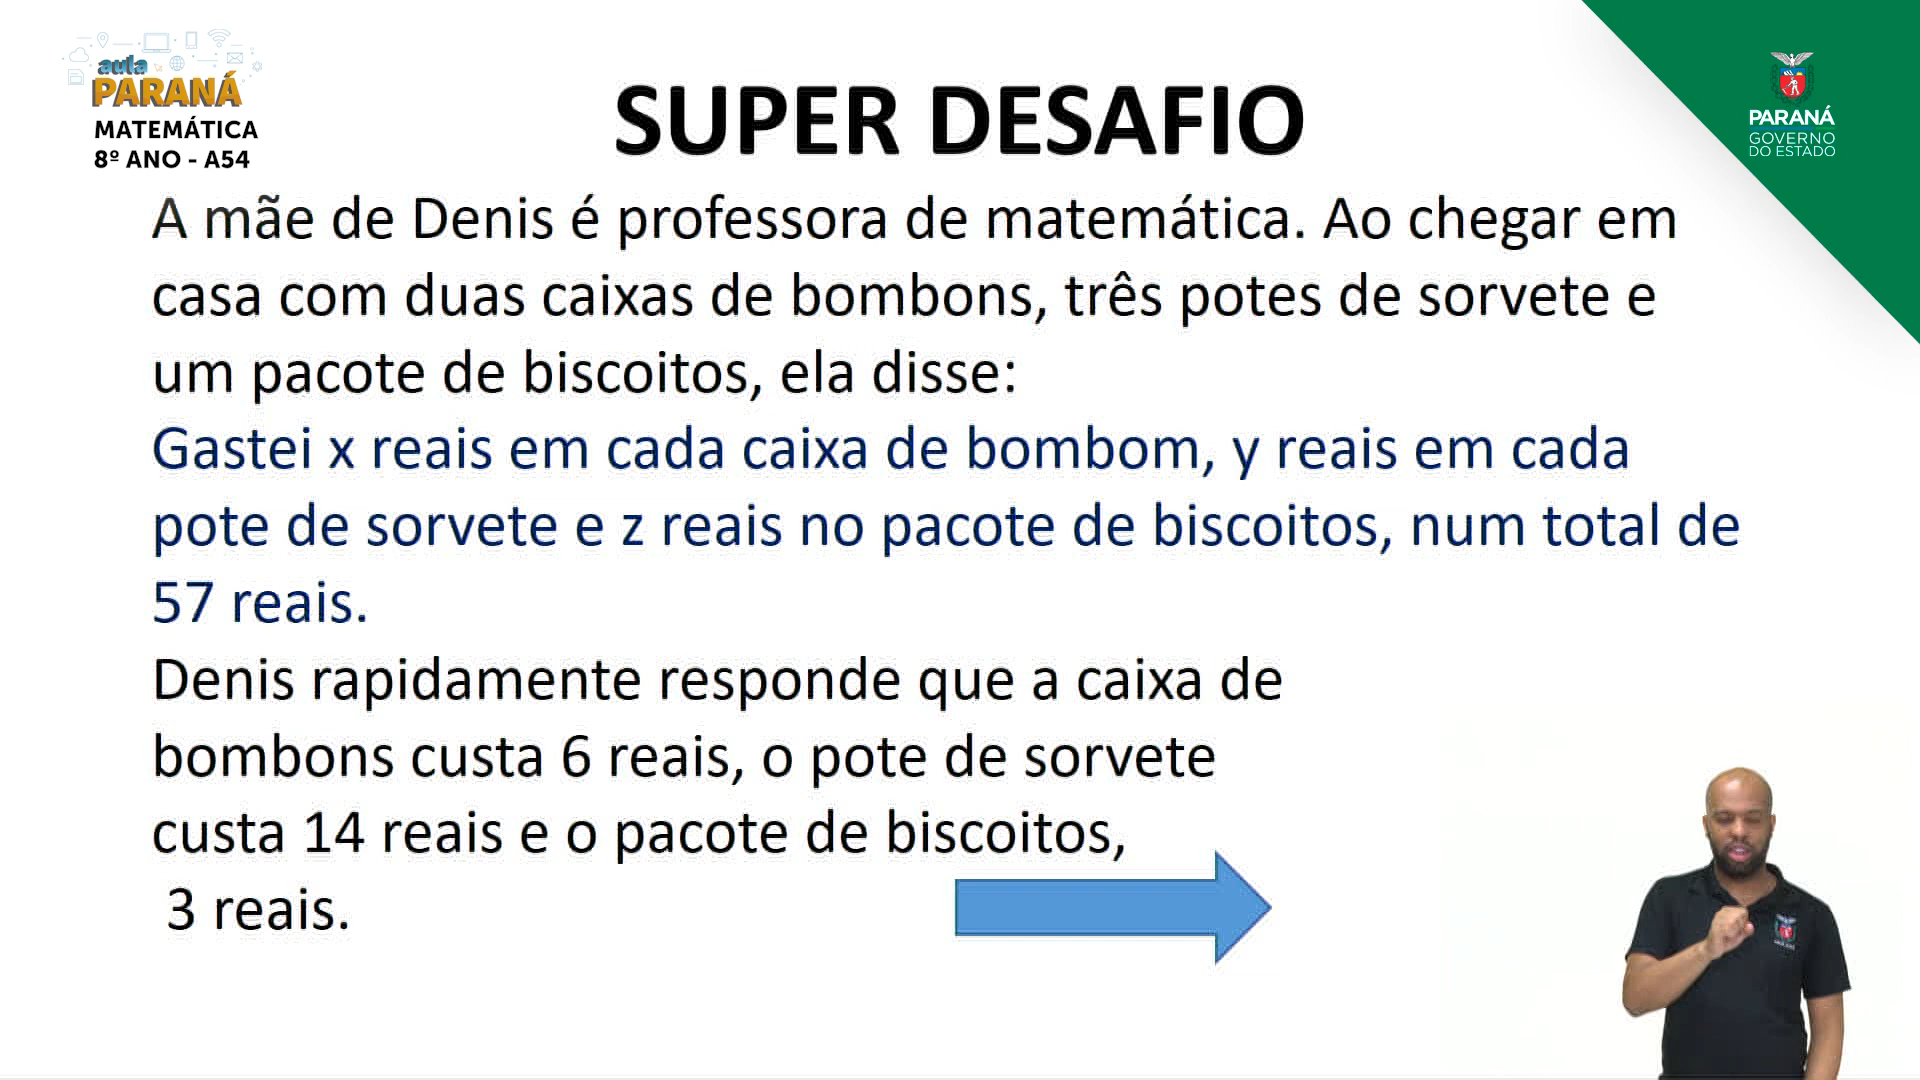 aula
PARANÁ
MATEMÁTICA
8º ANO - A54
SUPER DESAFIO
PARANÁ
GOVERNO
DO ESTADO
A mãe de Denis é professora de matemática. Ao chegar em
casa com duas caixas de bombons, três potes de sorvete e
um pacote de biscoitos, ela disse:
Gastei x reais em cada caixa de bombom, y reais em cada
pote de sorvete e z reais no pacote de biscoitos, num total de
57 reais.
Denis rapidamente responde que a caixa de
bombons custa 6 reais, o pote de sorvete
custa 14 reais e o pacote de biscoitos,
3 reais.